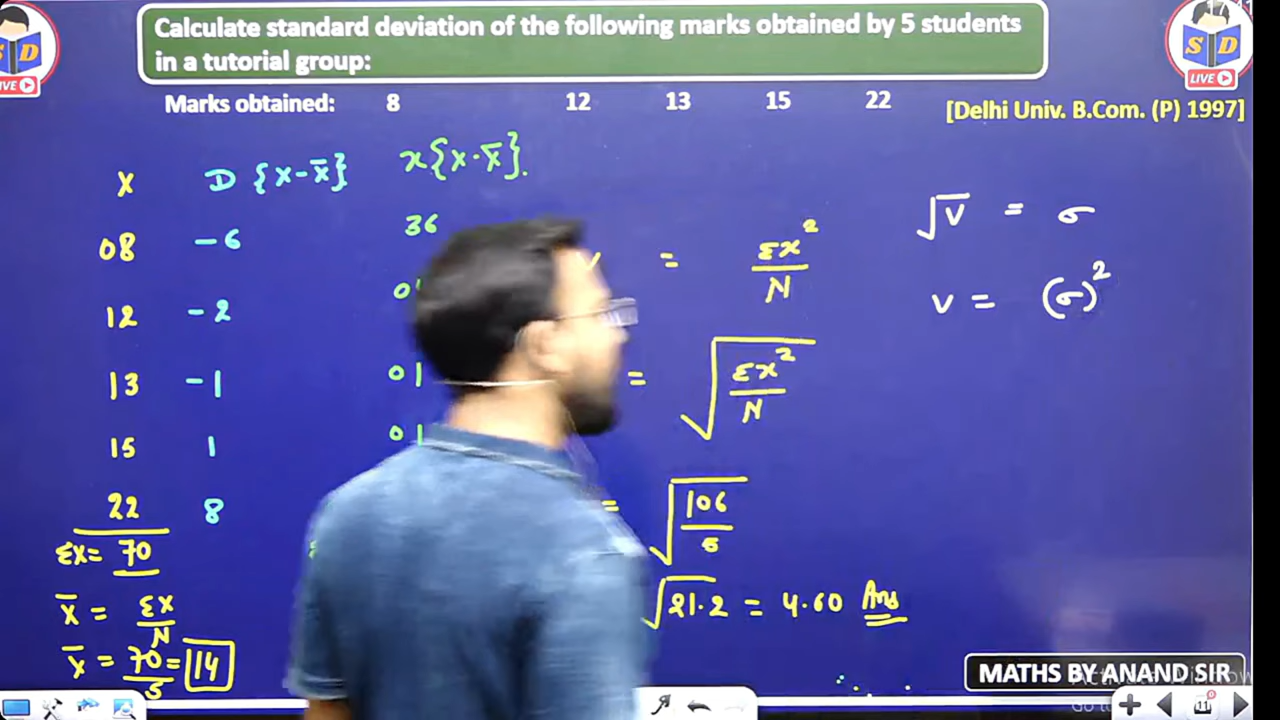 Calculate standard deviation of the following marks obtained by 5 students
in a tutorial group:
Marks obtained: 8 12 13 15 22
[Delhi Univ. B.Com. (P) 1997]
S D
LIVE
S D
LIVE
X D {X-X̄} x{X-X̄}.
08 -6 36
12 -2
13 -1 01
15 1 01
22 8
ΣX= 70
X̄ = ΣX/N
X̄ = 70/5 = 14
= Σx²/N
= √Σx²/N
= √106/5
√21.2 = 4.60 Ans
√V = σ
V = (σ)²
MATHS BY ANAND SIR
11